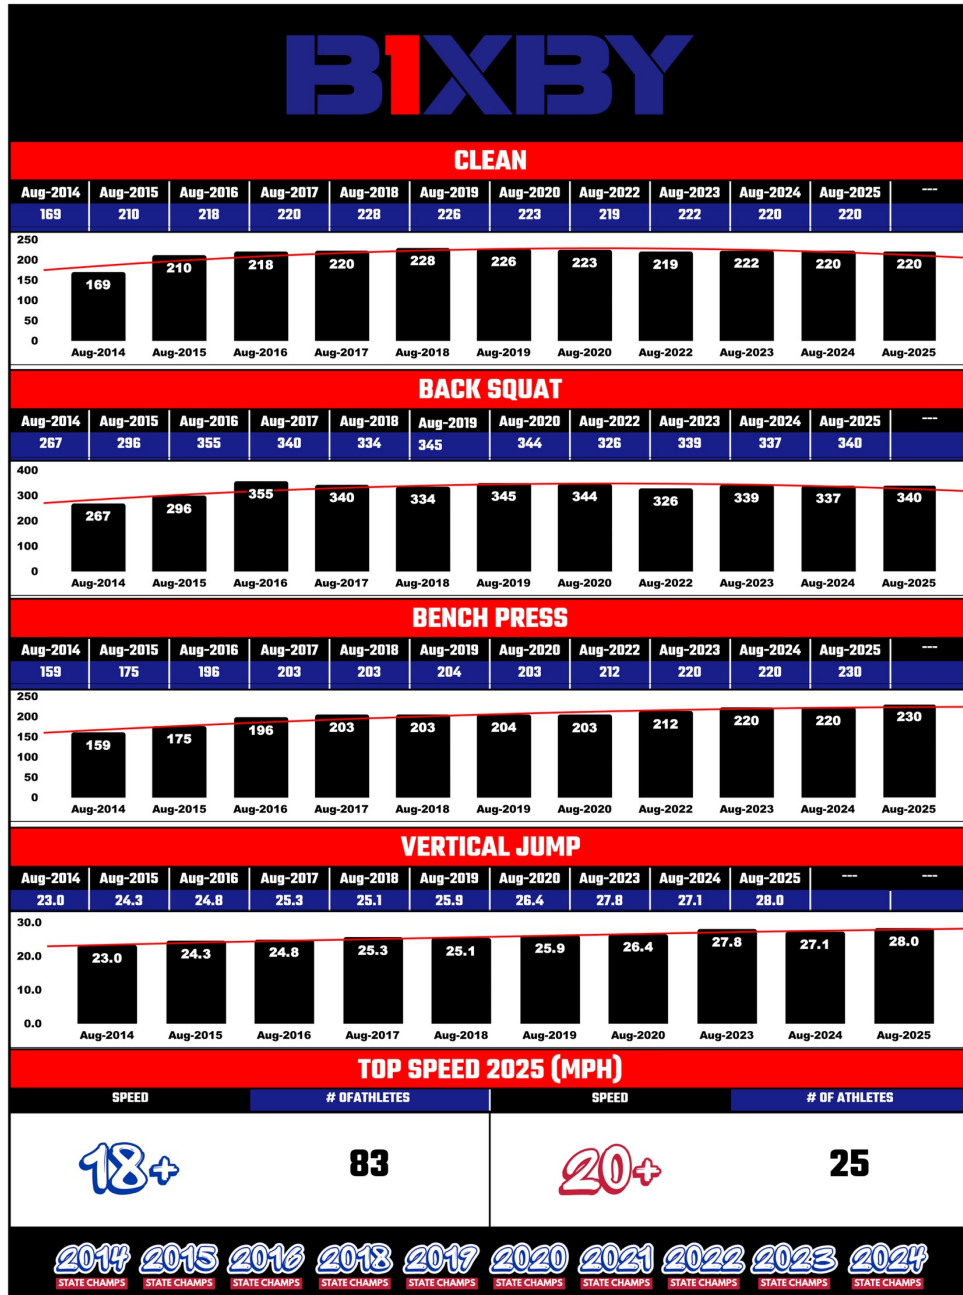 B1XBY
CLEAN
Aug-2014 Aug-2015 Aug-2016 Aug-2017 Aug-2018 Aug-2019 Aug-2020 Aug-2022 Aug-2023 Aug-2024 Aug-2025 ---
169 210 218 220 228 226 223 219 222 220 220
250
200
150
100
50
0
169 210 218 220 228 226 223 219 222 220 220
Aug-2014 Aug-2015 Aug-2016 Aug-2017 Aug-2018 Aug-2019 Aug-2020 Aug-2022 Aug-2023 Aug-2024 Aug-2025
BACK SQUAT
Aug-2014 Aug-2015 Aug-2016 Aug-2017 Aug-2018 Aug-2019 Aug-2020 Aug-2022 Aug-2023 Aug-2024 Aug-2025 ---
267 296 355 340 334 345 344 326 339 337 340
400
300
200
100
0
267 296 355 340 334 345 344 326 339 337 340
Aug-2014 Aug-2015 Aug-2016 Aug-2017 Aug-2018 Aug-2019 Aug-2020 Aug-2022 Aug-2023 Aug-2024 Aug-2025
BENCH PRESS
Aug-2014 Aug-2015 Aug-2016 Aug-2017 Aug-2018 Aug-2019 Aug-2020 Aug-2022 Aug-2023 Aug-2024 Aug-2025 ---
159 175 196 203 203 204 203 212 220 220 230
250
200
150
100
50
0
159 175 196 203 203 204 203 212 220 220 230
Aug-2014 Aug-2015 Aug-2016 Aug-2017 Aug-2018 Aug-2019 Aug-2020 Aug-2022 Aug-2023 Aug-2024 Aug-2025
VERTICAL JUMP
Aug-2014 Aug-2015 Aug-2016 Aug-2017 Aug-2018 Aug-2019 Aug-2020 Aug-2023 Aug-2024 Aug-2025 --- ---
23.0 24.3 24.8 25.3 25.1 25.9 26.4 27.8 27.1 28.0
30.0
20.0
10.0
0.0
23.0 24.3 24.8 25.3 25.1 25.9 26.4 27.8 27.1 28.0
Aug-2014 Aug-2015 Aug-2016 Aug-2017 Aug-2018 Aug-2019 Aug-2020 Aug-2023 Aug-2024 Aug-2025
TOP SPEED 2025 (MPH)
SPEED # OFATHLETES SPEED # OF ATHLETES
18+ 83 20+ 25
2014 2015 2016 2018 2019 2020 2021 2022 2023 2024
STATE CHAMPS STATE CHAMPS STATE CHAMPS STATE CHAMPS STATE CHAMPS STATE CHAMPS STATE CHAMPS STATE CHAMPS STATE CHAMPS STATE CHAMPS